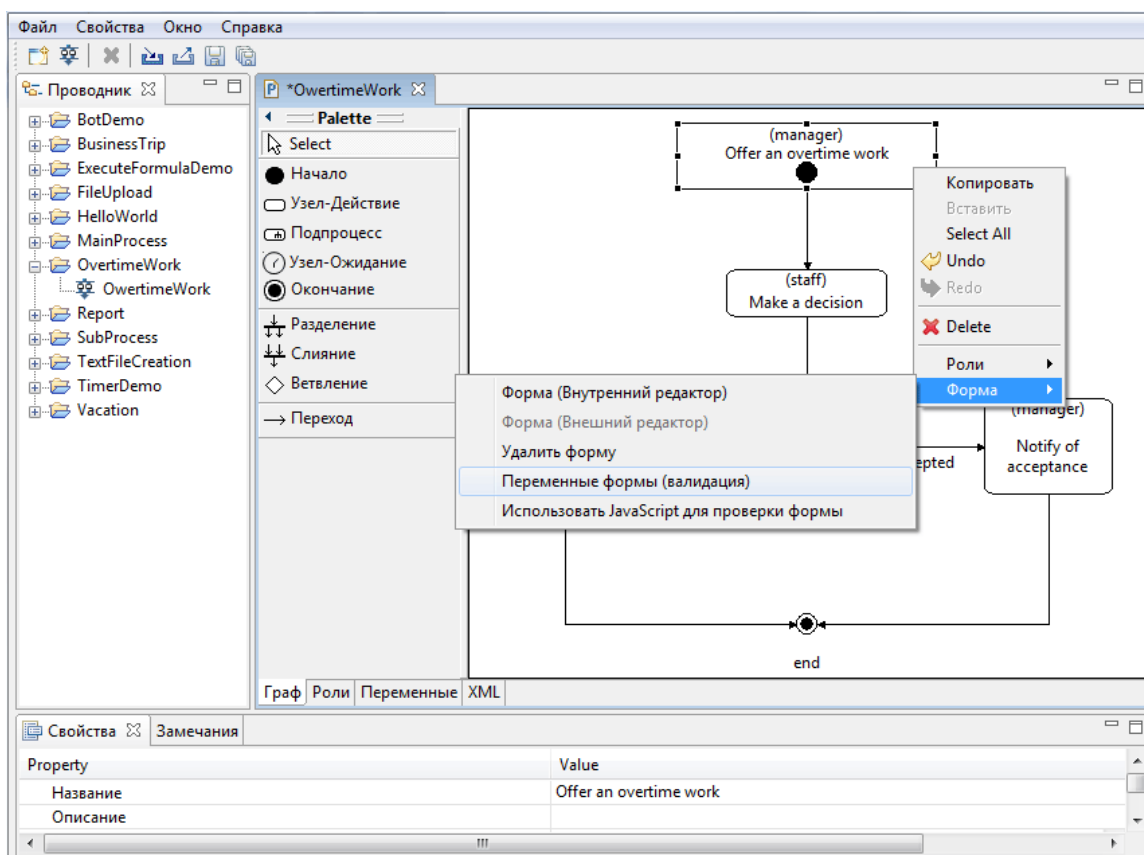 Файл Свойства Окно Справка
Проводник
BotDemo
BusinessTrip
ExecuteFormulaDemo
FileUpload
HelloWorld
MainProcess
OvertimeWork
OwertimeWork
Report
SubProcess
TextFileCreation
TimerDemo
Vacation
*OwertimeWork
Palette
Select
Начало
Узел-Действие
Подпроцесс
Узел-Ожидание
Окончание
Разделение
Слияние
Ветвление
Переход
(manager)
Offer an overtime work
(staff)
Make a decision
Копировать
Вставить
Select All
Undo
Redo
Delete
Роли
Форма
Форма (Внутренний редактор)
Форма (Внешний редактор)
Удалить форму
Переменные формы (валидация)
Использовать JavaScript для проверки формы
(manager)
Notify of
acceptance
epted
end
Граф Роли Переменные XML
Свойства Замечания
Property Value
Название Offer an overtime work
Описание